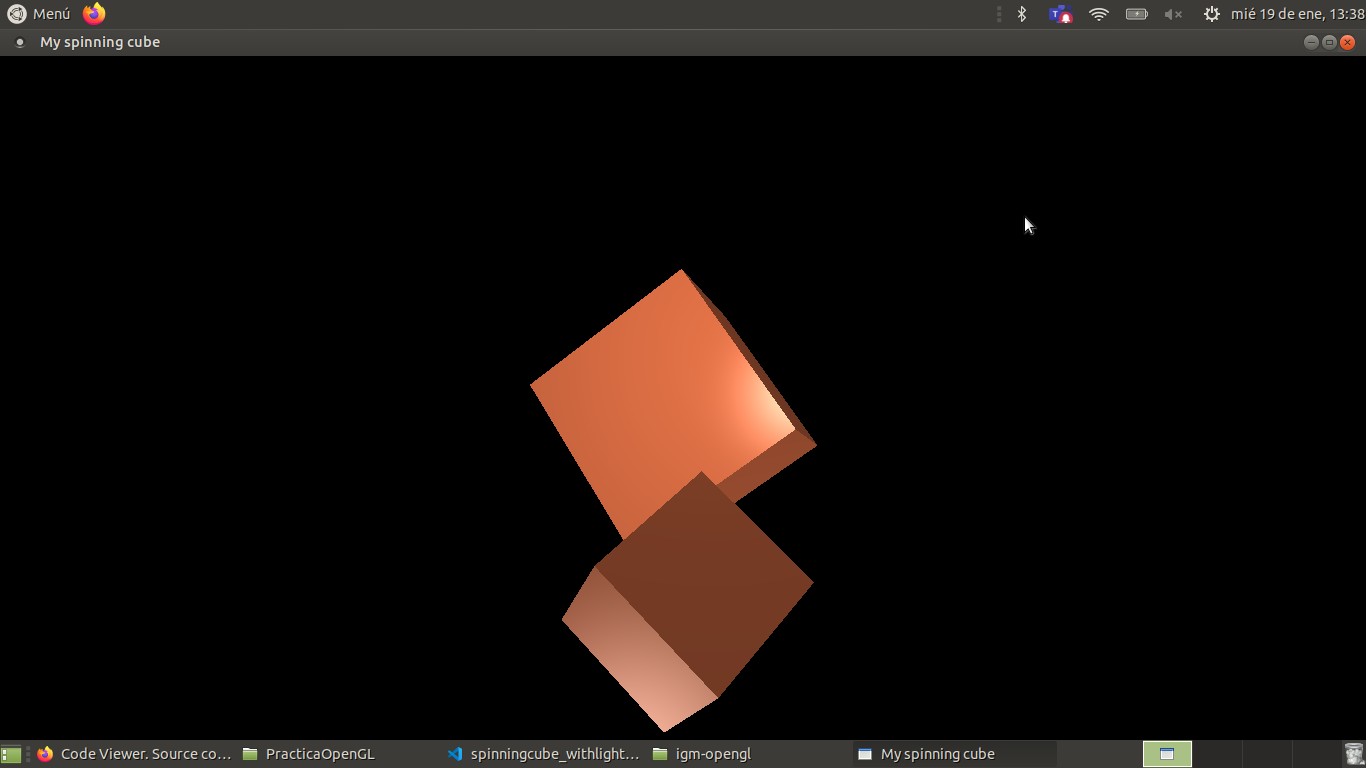 Menú
mié 19 de ene, 13:38
My spinning cube
Code Viewer. Source co…
PracticaOpenGL
spinningcube_withlight…
igm-opengl
My spinning cube